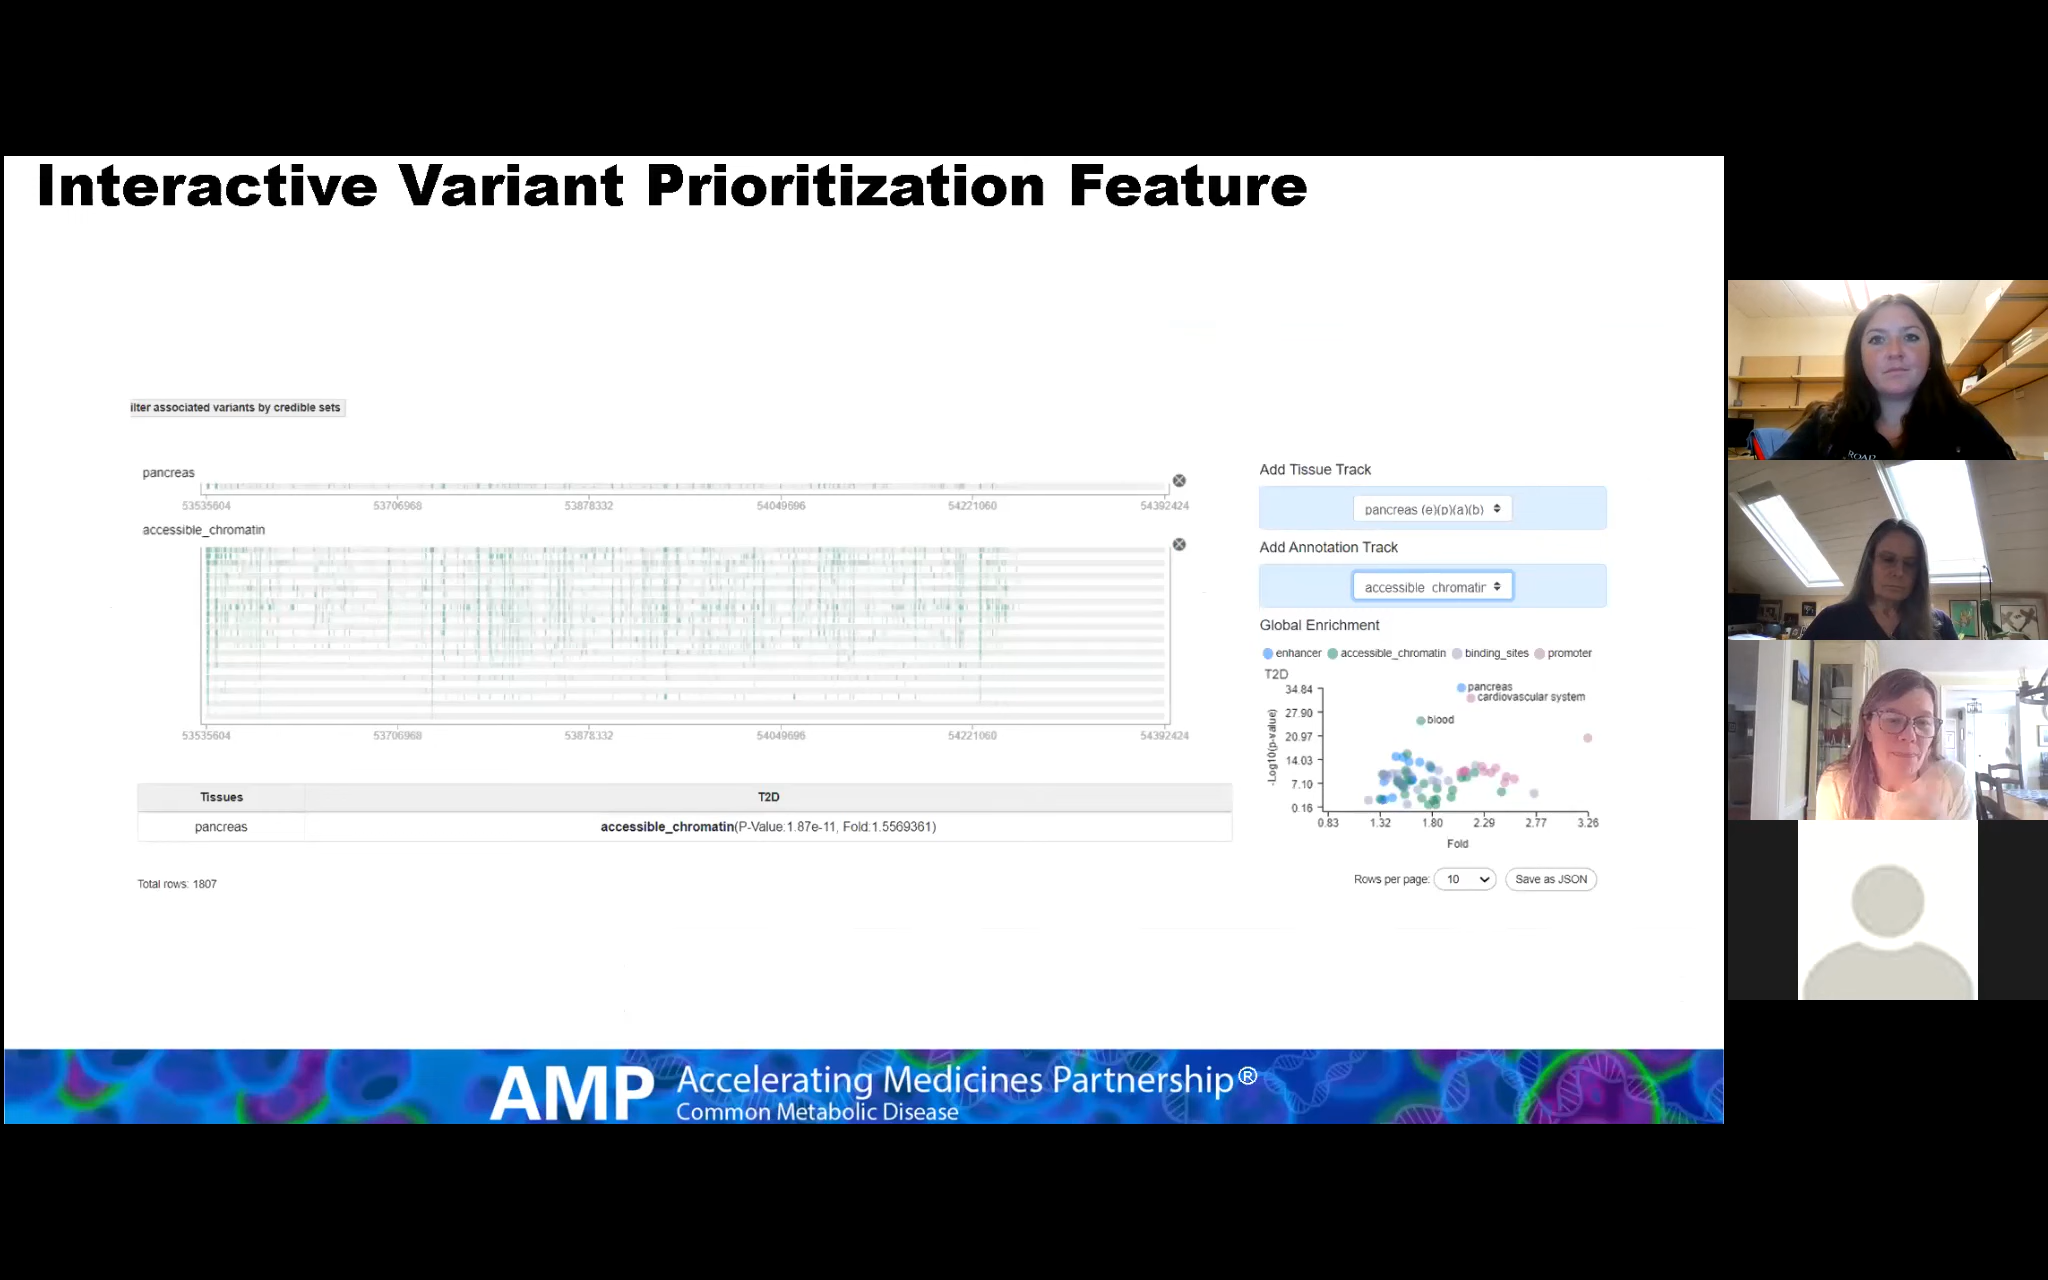 Interactive Variant Prioritization Feature
ilter associated variants by credible sets
pancreas
53535604 53706968 53878332 54049696 54221060 54392424
accessible_chromatin
53535604 53706968 53878332 54049696 54221060 54392424
Tissues T2D
pancreas accessible_chromatin(P-Value:1.87e-11, Fold:1.5569361)
Total rows: 1807
Add Tissue Track
pancreas (e)(p)(a)(b)
Add Annotation Track
accessible_chromatin
Global Enrichment
enhancer accessible_chromatin binding_sites promoter
T2D
34.84
27.90
20.97
14.03
7.10
0.16
-Log10(p-value)
pancreas
cardiovascular system
blood
0.83 1.32 1.80 2.29 2.77 3.26
Fold
Rows per page: 10 Save as JSON
AMP Accelerating Medicines Partnership®
Common Metabolic Disease
ROAD